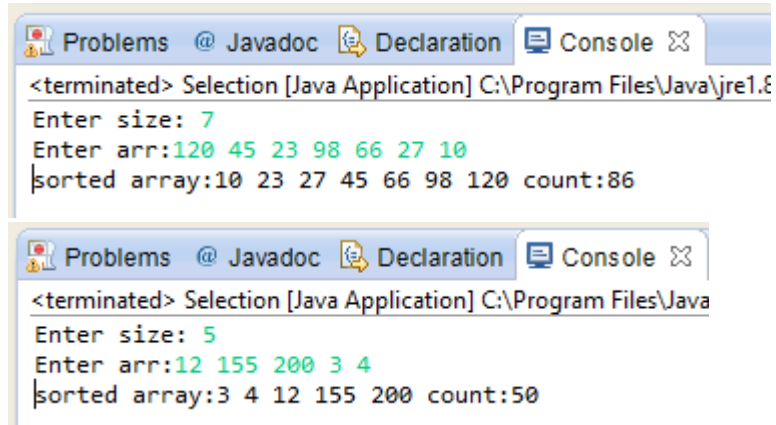 Problems @ Javadoc Declaration Console
<terminated> Selection [Java Application] C:\Program Files\Java\jre1.8
Enter size: 7
Enter arr:120 45 23 98 66 27 10
sorted array:10 23 27 45 66 98 120 count:86
Problems @ Javadoc Declaration Console
<terminated> Selection [Java Application] C:\Program Files\Java
Enter size: 5
Enter arr:12 155 200 3 4
sorted array:3 4 12 155 200 count:50